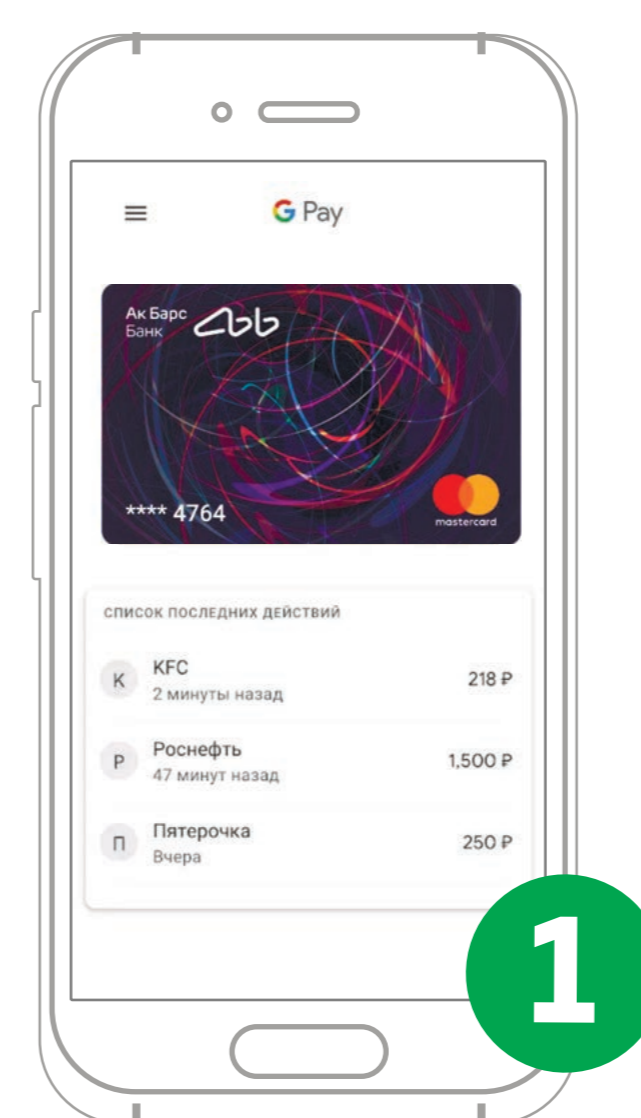 G Pay
Ак Барс
Банк
**** 4764
mastercard
СПИСОК ПОСЛЕДНИХ ДЕЙСТВИЙ
К
KFC
2 минуты назад
218 ₽
Р
Роснефть
47 минут назад
1,500 ₽
П
Пятерочка
Вчера
250 ₽
1